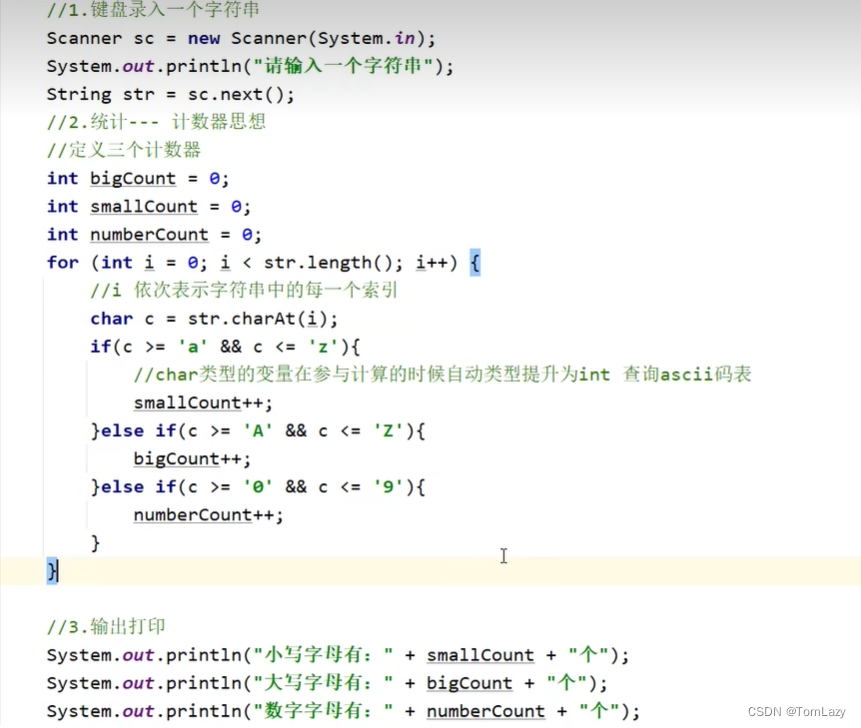 //1.键盘录入一个字符串
Scanner sc = new Scanner(System.in);
System.out.println("请输入一个字符串");
String str = sc.next();
//2.统计--- 计数器思想
//定义三个计数器
int bigCount = 0;
int smallCount = 0;
int numberCount = 0;
for (int i = 0; i < str.length(); i++) {
//i 依次表示字符串中的每一个索引
char c = str.charAt(i);
if(c >= 'a' && c <= 'z'){
//char类型的变量在参与计算的时候自动类型提升为int 查询ascii码表
smallCount++;
}else if(c >= 'A' && c <= 'Z'){
bigCount++;
}else if(c >= '0' && c <= '9'){
numberCount++;
}
}
//3.输出打印
System.out.println("小写字母有：" + smallCount + "个");
System.out.println("大写字母有：" + bigCount + "个");
System.out.println("数字字母有：" + numberCount + "个");
CSDN @TomLazy